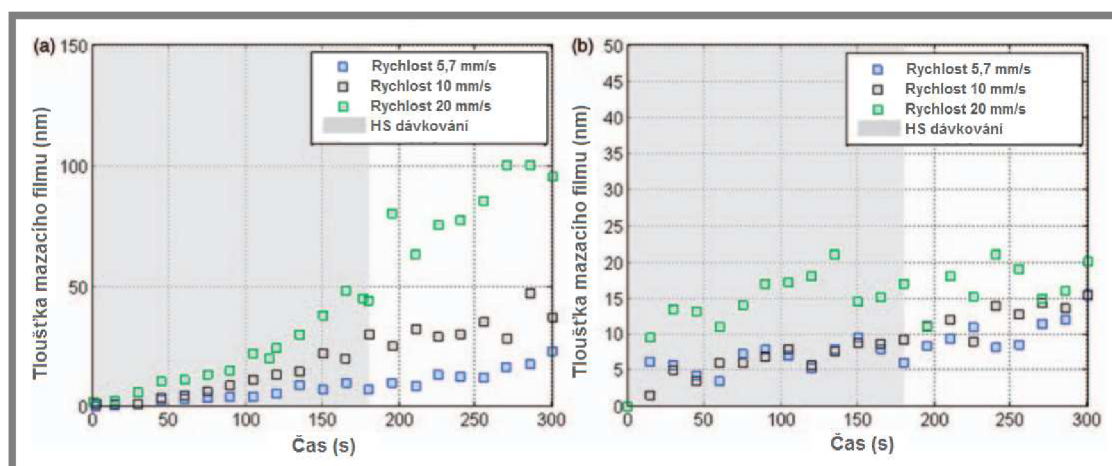 (a)
150
100
50
0
Tloušťka mazacího filmu (nm)
Rychlost 5,7 mm/s
Rychlost 10 mm/s
Rychlost 20 mm/s
HS dávkování
0 50 100 150 200 250 300
Čas (s)
(b)
50
45
40
35
30
25
20
15
10
5
0
Tloušťka mazacího filmu (nm)
Rychlost 5,7 mm/s
Rychlost 10 mm/s
Rychlost 20 mm/s
HS dávkování
0 50 100 150 200 250 300
Čas (s)